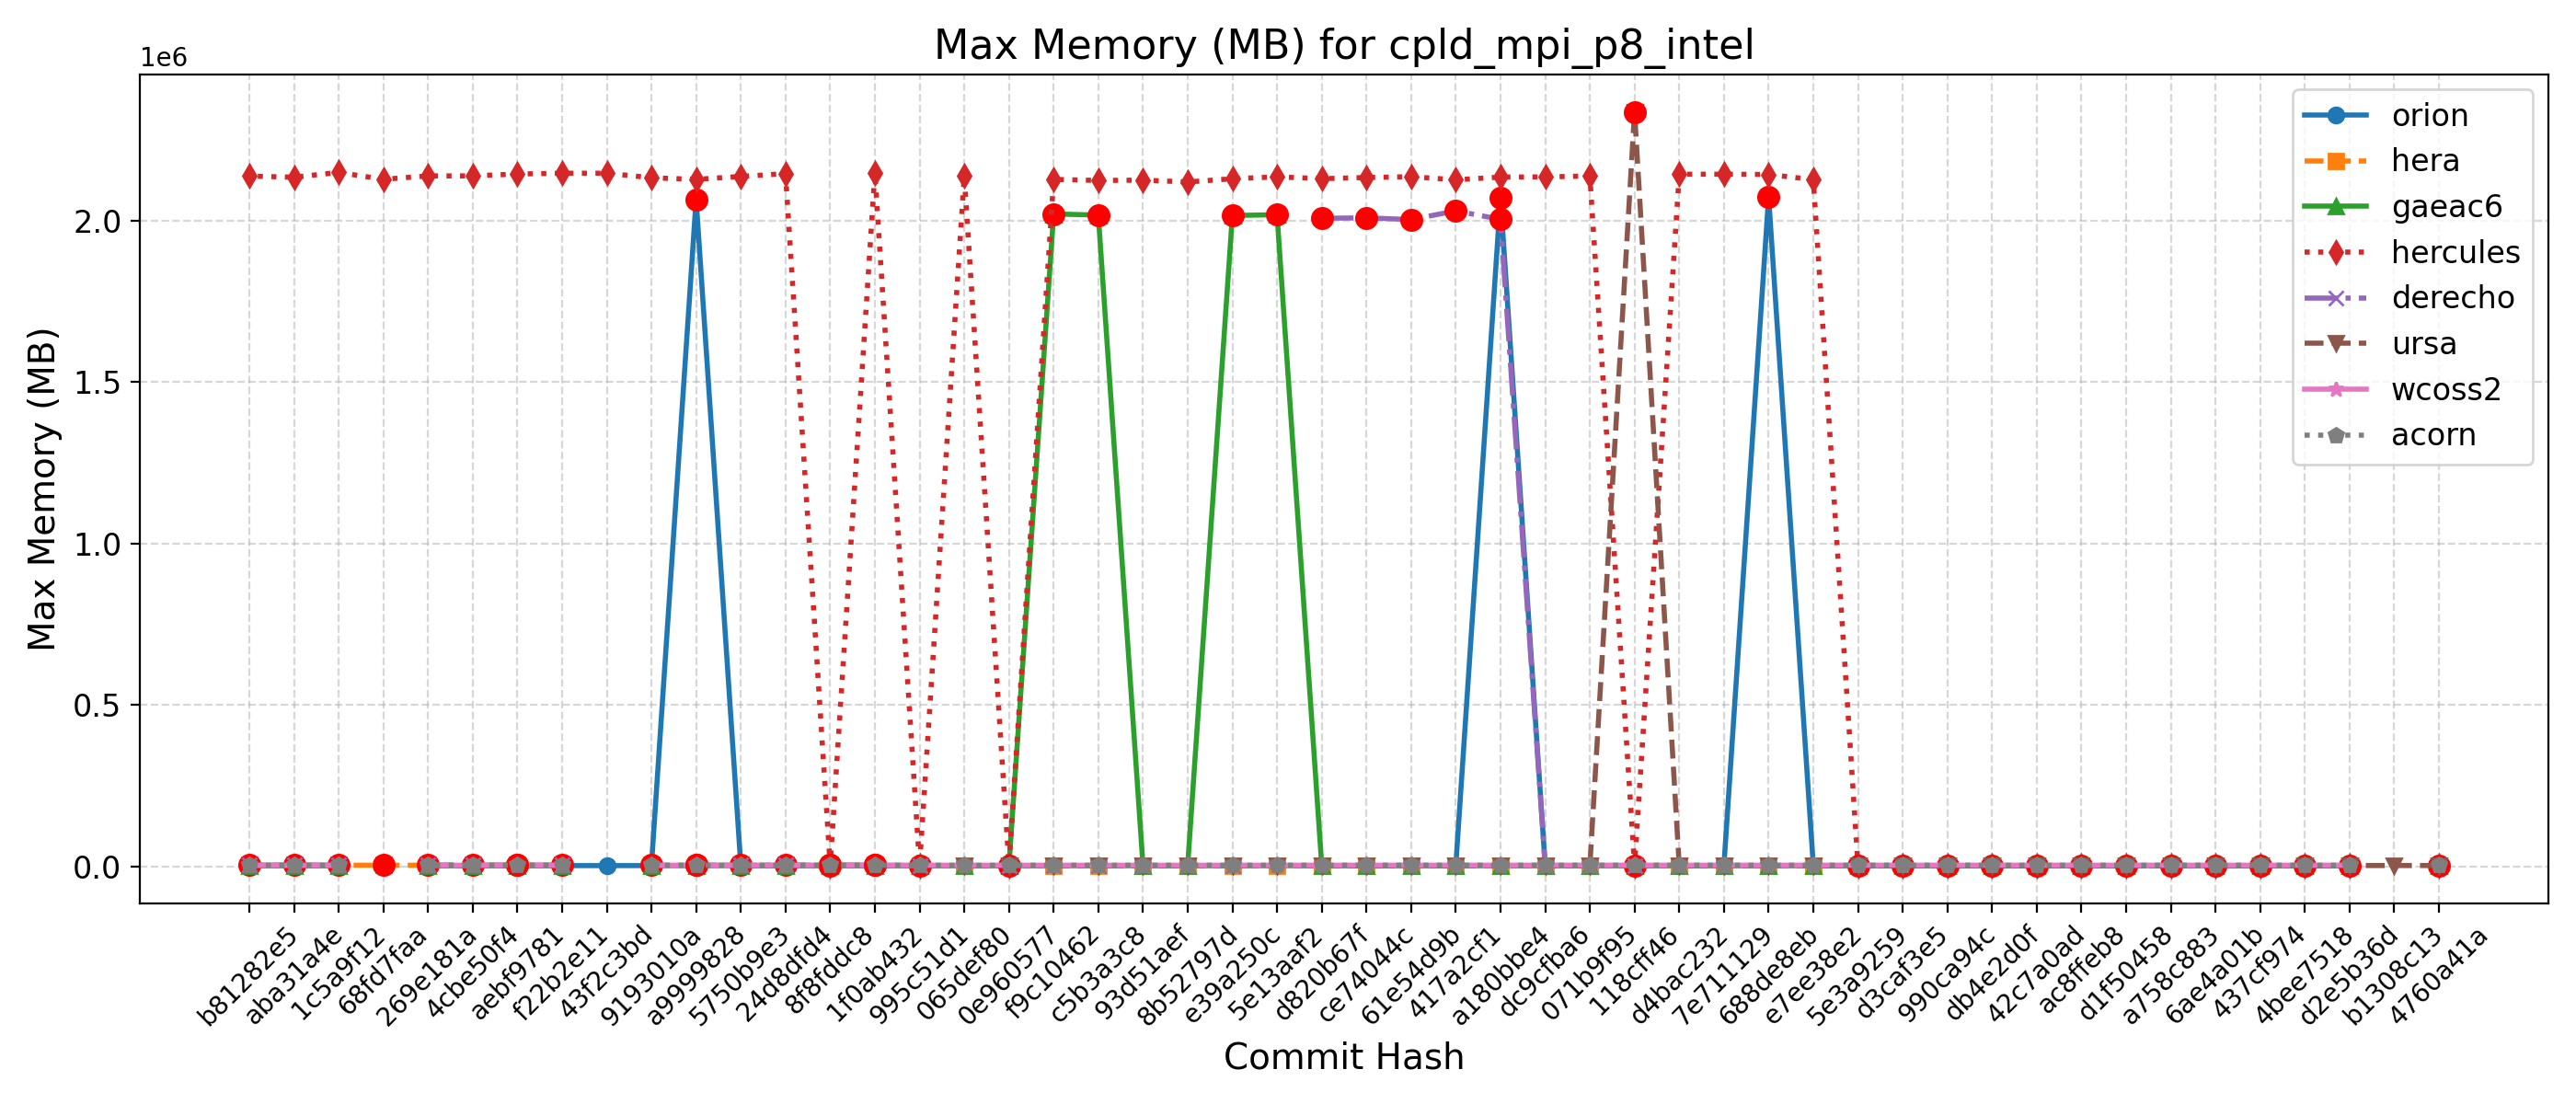 Max Memory (MB) for cpld_mpi_p8_intel
1e6
2.0
1.5
1.0
0.5
0.0
Max Memory (MB)
orion
hera
gaeac6
hercules
derecho
ursa
wcoss2
acorn
b81282e5
aba31a4e
1c5a9f12
68fd7faa
269e181a
4cbe50f4
aebf9781
f22b2e11
43f2c3bd
9193010a
a9999828
5750b9e3
24d8dfd4
8f8fddc8
1f0ab432
995c51d1
065def80
0e960577
f9c10462
c5b3a3c8
93d51aef
8b52797d
e39a250c
5e13aaf2
d820b67f
ce74044c
61e54d9b
417a2cf1
a180bbe4
dc9cfba6
071b9f95
118cff46
d4bac232
7e711129
688de8eb
e7ee38e2
5e3a9259
d3caf3e5
990ca94c
db4e2d0f
42c7a0ad
ac8ffeb8
d1f50458
a758c883
6ae4a01b
437cf974
4bee7518
d2e5b36d
b1308c13
4760a41a
Commit Hash